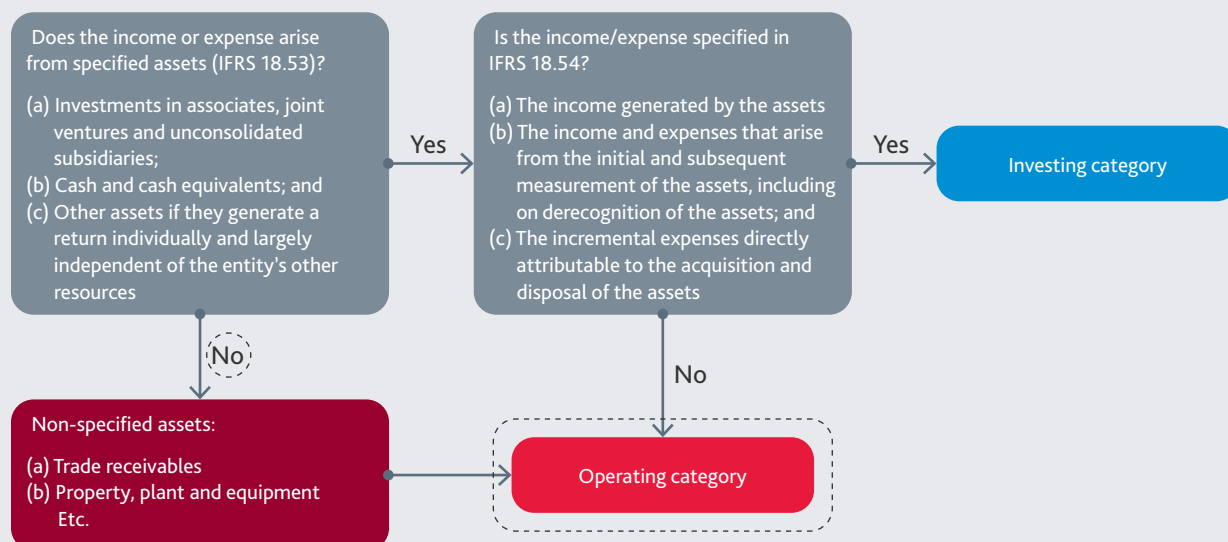 Does the income or expense arise
from specified assets (IFRS 18.53)?
(a) Investments in associates, joint
ventures and unconsolidated
subsidiaries;
(b) Cash and cash equivalents; and
(c) Other assets if they generate a
return individually and largely
independent of the entity's other
resources
Yes
Is the income/expense specified in
IFRS 18.54?
(a) The income generated by the assets
(b) The income and expenses that arise
from the initial and subsequent
measurement of the assets, including
on derecognition of the assets; and
(c) The incremental expenses directly
attributable to the acquisition and
disposal of the assets
Yes
Investing category
No
No
Non-specified assets:
(a) Trade receivables
(b) Property, plant and equipment
Etc.
Operating category